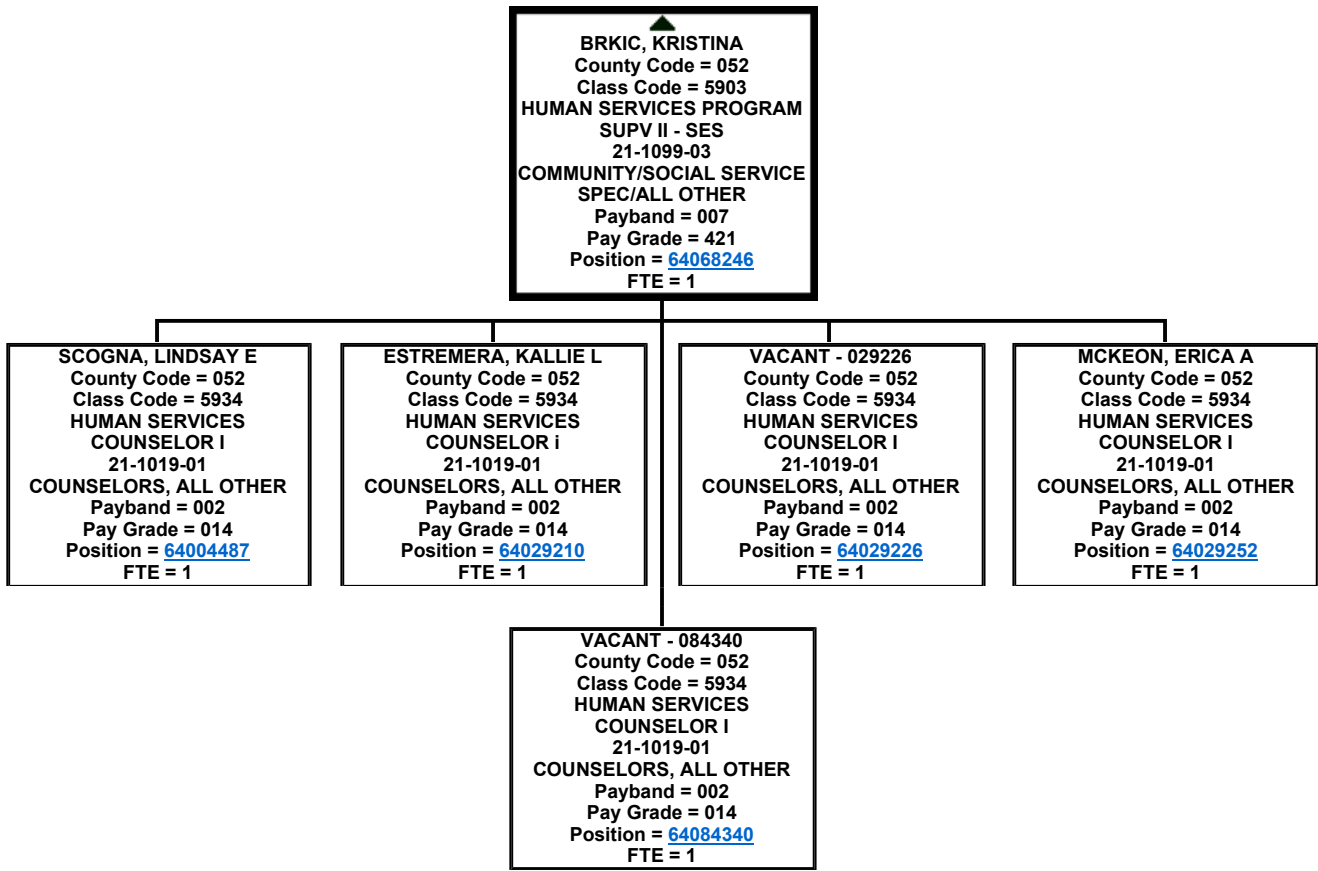 BRKIC, KRISTINA
County Code = 052
Class Code = 5903
HUMAN SERVICES PROGRAM
SUPV II - SES
21-1099-03
COMMUNITY/SOCIAL SERVICE
SPEC/ALL OTHER
Payband = 007
Pay Grade = 421
Position = 64068246
FTE = 1
SCOGNA, LINDSAY E
County Code = 052
Class Code = 5934
HUMAN SERVICES
COUNSELOR I
21-1019-01
COUNSELORS, ALL OTHER
Payband = 002
Pay Grade = 014
Position = 64004487
FTE = 1
ESTREMERA, KALLIE L
County Code = 052
Class Code = 5934
HUMAN SERVICES
COUNSELOR i
21-1019-01
COUNSELORS, ALL OTHER
Payband = 002
Pay Grade = 014
Position = 64029210
FTE = 1
VACANT - 029226
County Code = 052
Class Code = 5934
HUMAN SERVICES
COUNSELOR I
21-1019-01
COUNSELORS, ALL OTHER
Payband = 002
Pay Grade = 014
Position = 64029226
FTE = 1
MCKEON, ERICA A
County Code = 052
Class Code = 5934
HUMAN SERVICES
COUNSELOR I
21-1019-01
COUNSELORS, ALL OTHER
Payband = 002
Pay Grade = 014
Position = 64029252
FTE = 1
VACANT - 084340
County Code = 052
Class Code = 5934
HUMAN SERVICES
COUNSELOR I
21-1019-01
COUNSELORS, ALL OTHER
Payband = 002
Pay Grade = 014
Position = 64084340
FTE = 1